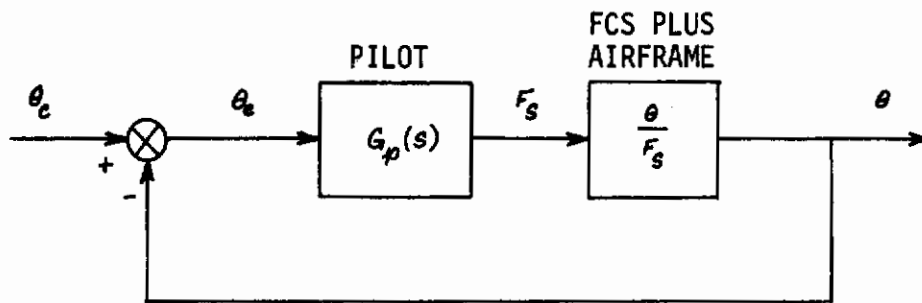 FCS PLUS
AIRFRAME
PILOT
θc
+
-
θe
Gp(s)
Fs
θ
Fs
θ